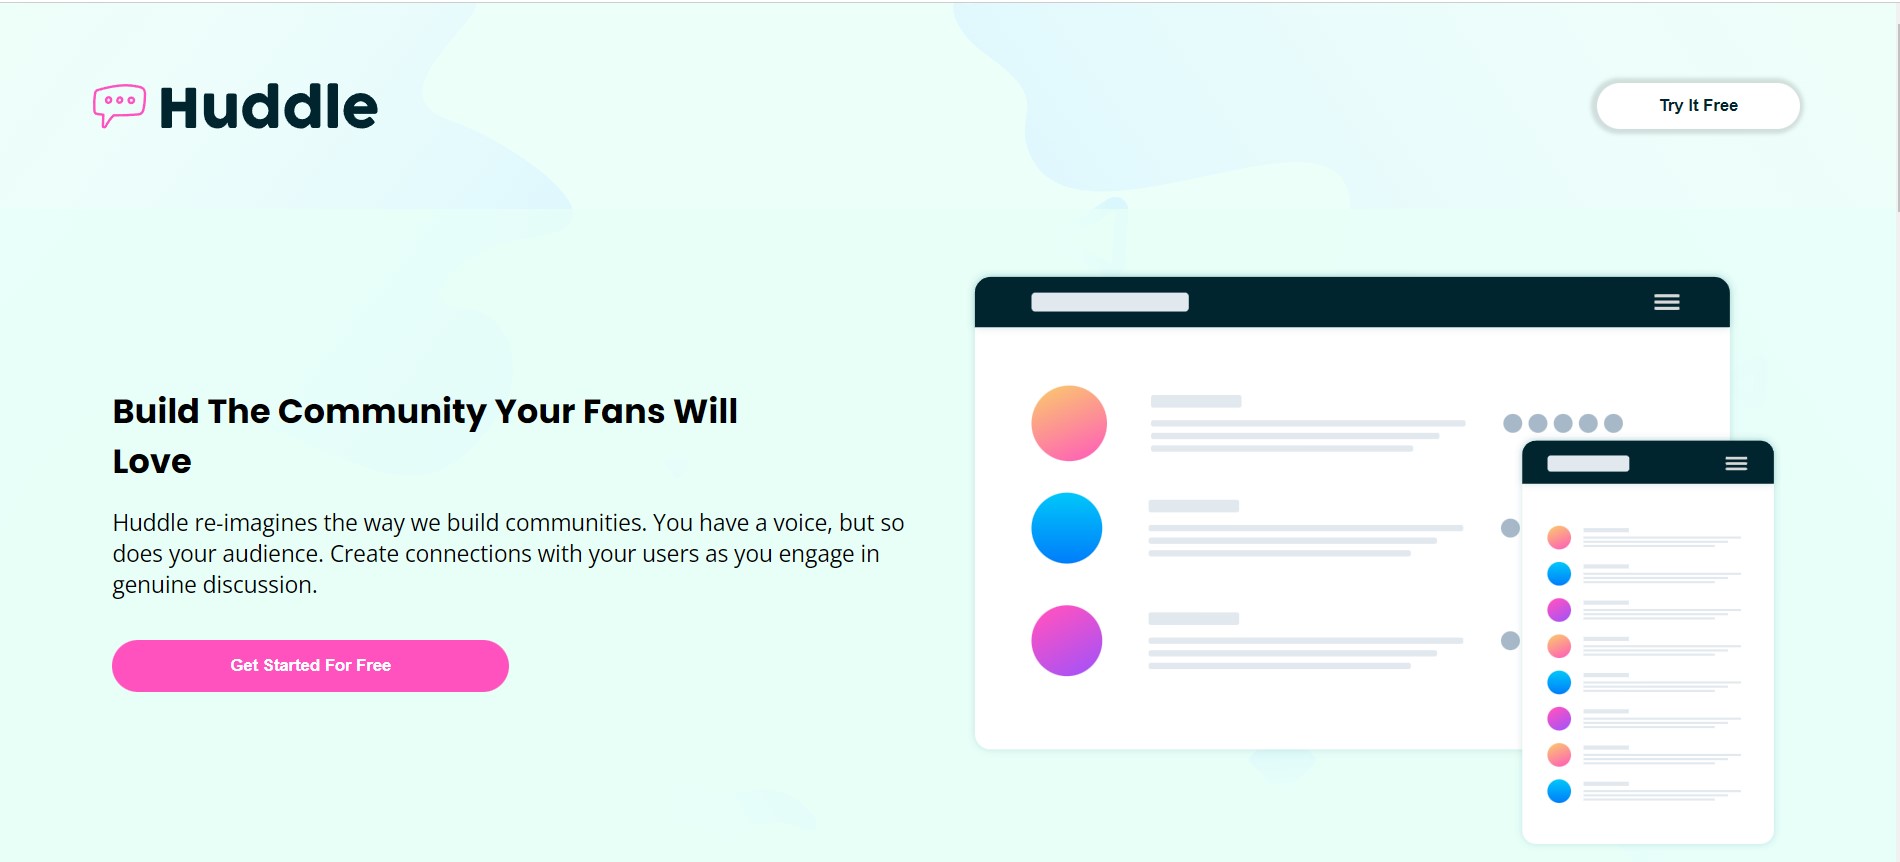 Huddle
Try It Free
Build The Community Your Fans Will
Love
Huddle re-imagines the way we build communities. You have a voice, but so
does your audience. Create connections with your users as you engage in
genuine discussion.
Get Started For Free